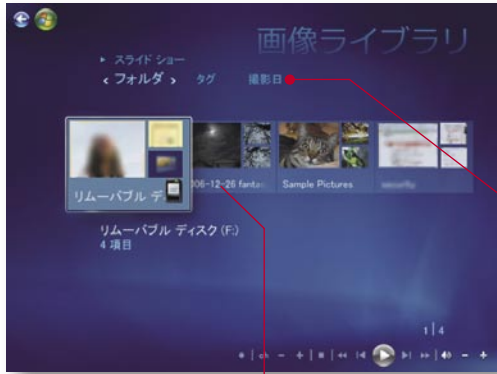 画像ライブラリ
スライド ショー
フォルダ タグ 撮影日
リムーバブル デ
006-12-26 fanta
Sample Pictures
リムーバブル ディスク (F:)
4 項目
1 4
ch